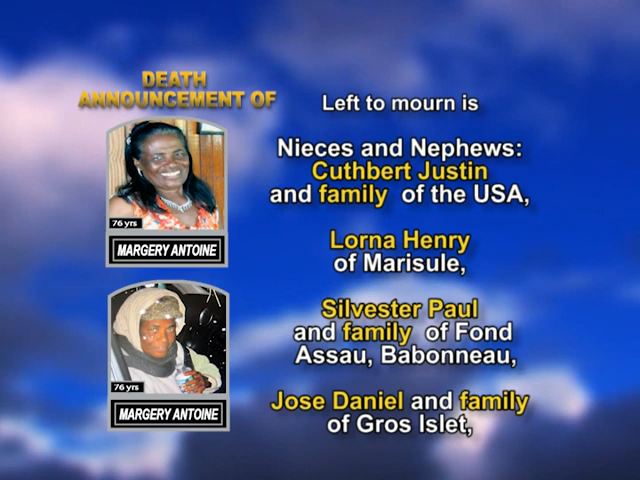 DEATH
ANNOUNCEMENT OF
76 yrs
MARGERY ANTOINE
76 yrs
MARGERY ANTOINE
Left to mourn is
Nieces and Nephews:
Cuthbert Justin
and family of the USA,
Lorna Henry
of Marisule,
Silvester Paul
and family of Fond
Assau, Babonneau,
Jose Daniel and family
of Gros Islet,